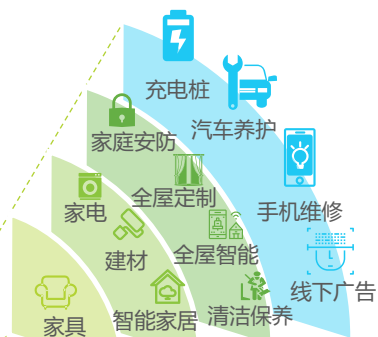 充电桩
汽车养护
家庭安防
全屋定制
家电
手机维修
全屋智能
建材
线下广告
清洁保养
智能家居
家具